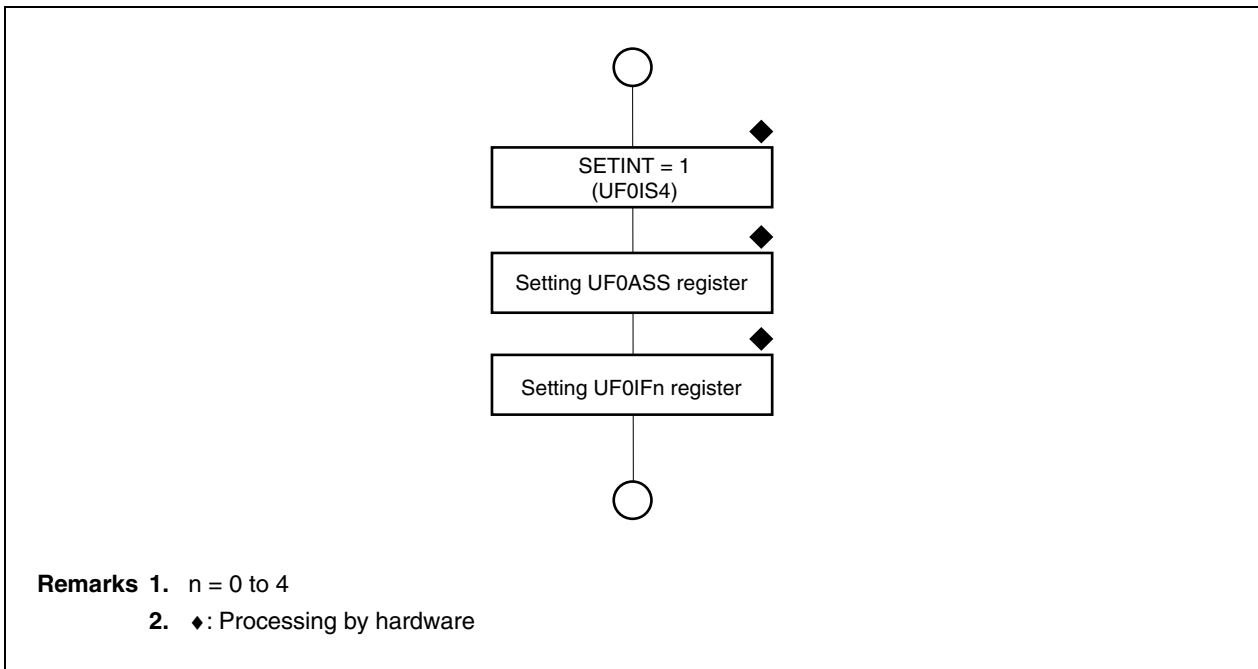 SETINT = 1
(UF0IS4)
Setting UF0ASS register
Setting UF0IFn register
Remarks 1. n = 0 to 4
2. ♦: Processing by hardware